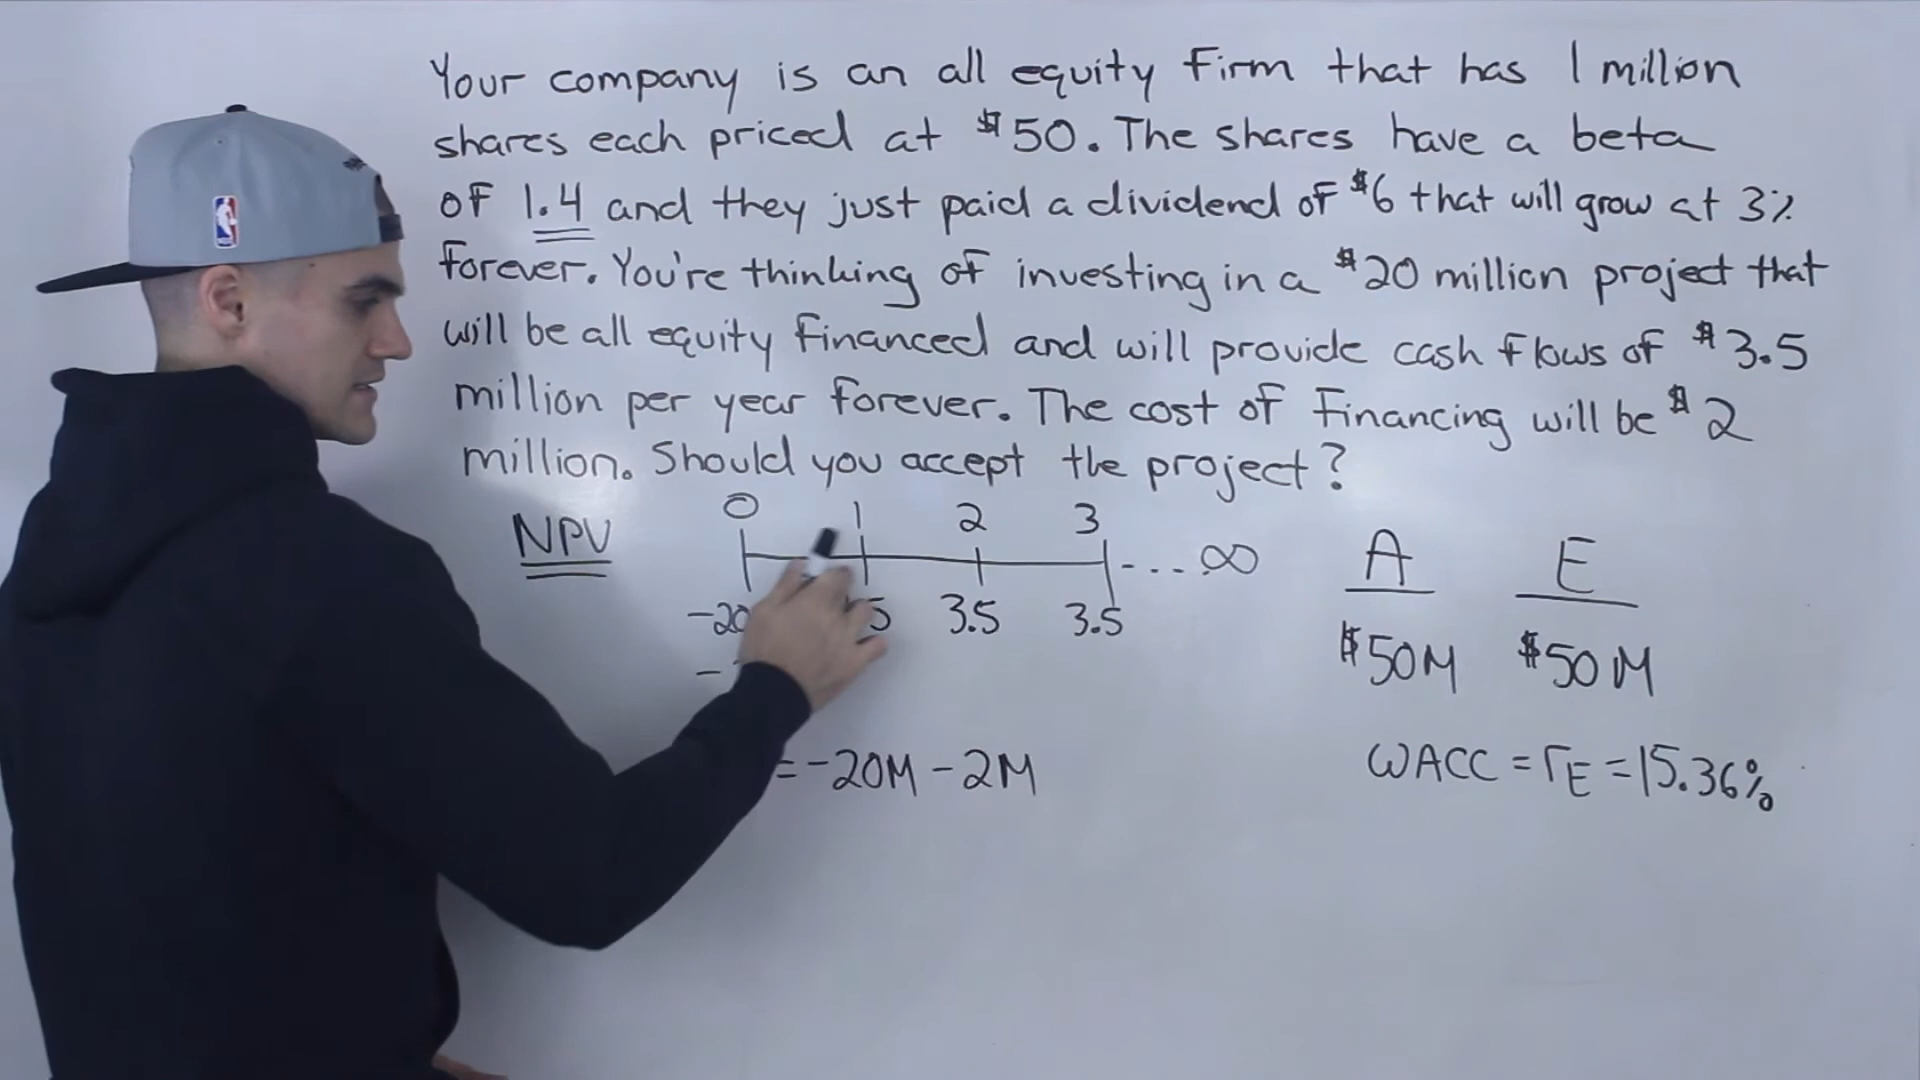 Your company is an all equity firm that has 1 million
shares each priced at $50. The shares have a beta
of 1.4 and they just paid a dividend of $6 that will grow at 3%
forever. You're thinking of investing in a $20 million project that
will be all equity financed and will provide cash flows of $3.5
million per year forever. The cost of financing will be $2
million. Should you accept the project?
NPV 0 1 2 3 ... ∞
-20 5 3.5 3.5
-
= -20M - 2M
A E
$50M $50M
WACC = rE = 15.36%